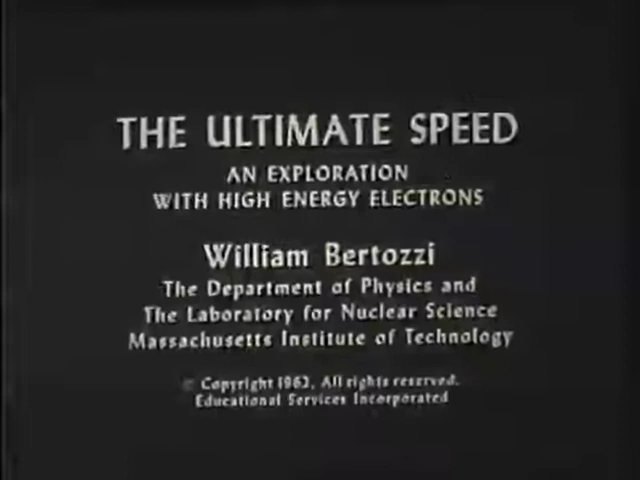 THE ULTIMATE SPEED
AN EXPLORATION
WITH HIGH ENERGY ELECTRONS
William Bertozzi
The Department of Physics and
The Laboratory for Nuclear Science
Massachusetts Institute of Technology
© Copyright 1962, All rights reserved.
Educational Services Incorporated